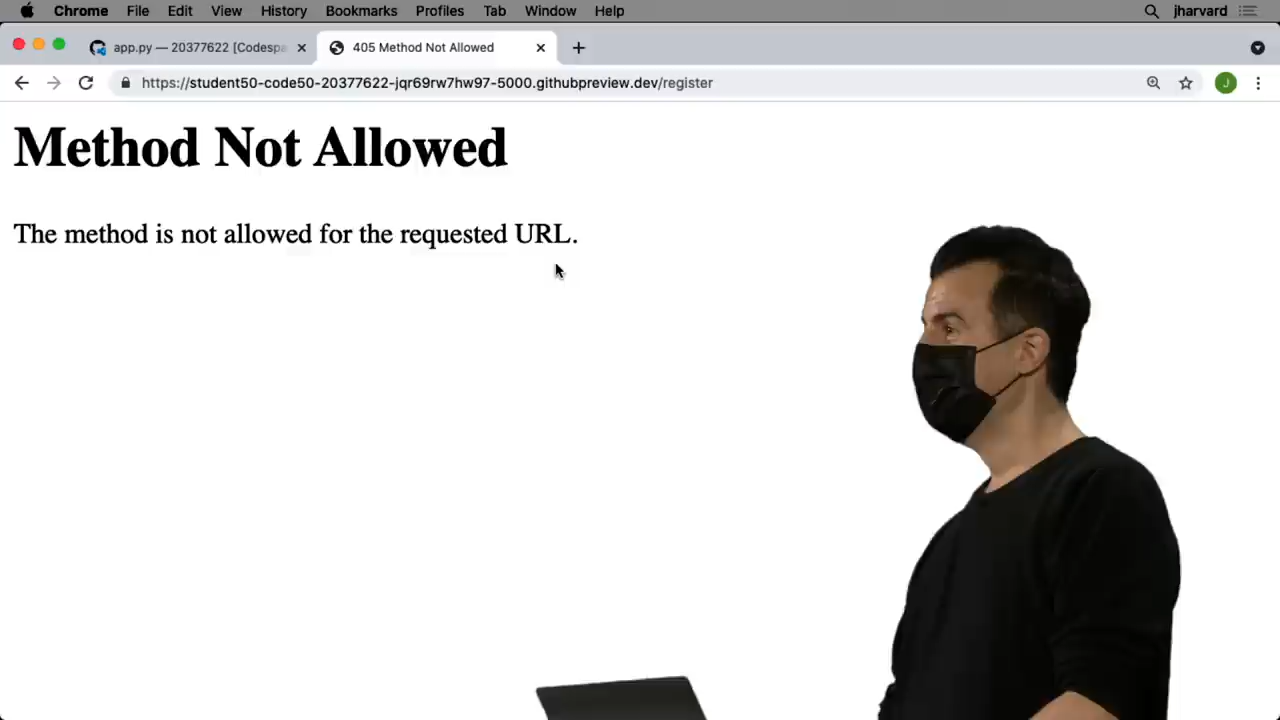 Chrome File Edit View History Bookmarks Profiles Tab Window Help jharvard
app.py — 20377622 [Codespa
405 Method Not Allowed
https://student50-code50-20377622-jqr69rw7hw97-5000.githubpreview.dev/register
J
Method Not Allowed
The method is not allowed for the requested URL.